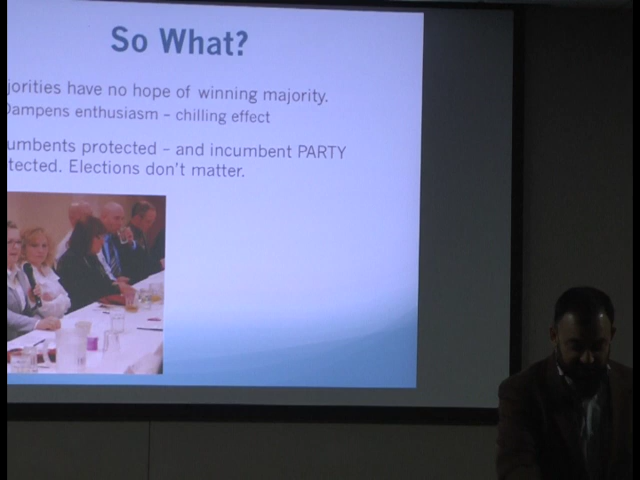 So What?
jorities have no hope of winning majority.
Dampens enthusiasm – chilling effect
umbents protected – and incumbent PARTY
tected. Elections don't matter.